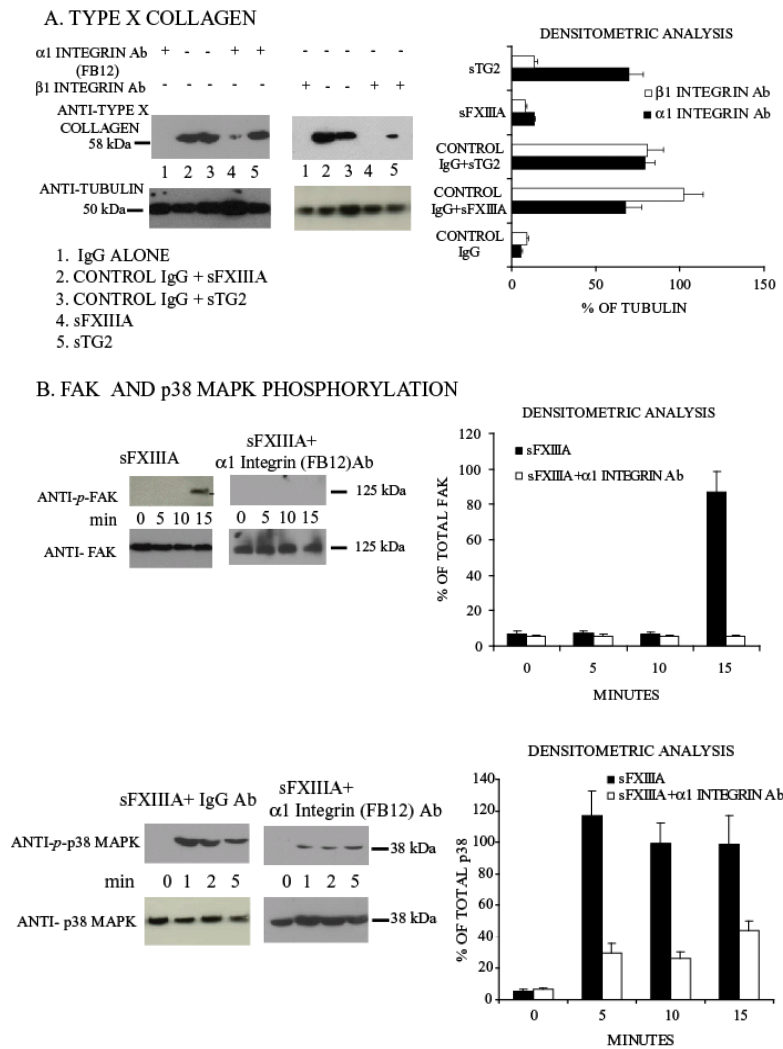 A. TYPE X COLLAGEN
α1 INTEGRIN Ab + - - + + - - - - -
(FB12)
β1 INTEGRIN Ab - - - - - + - - + +
ANTI-TYPE X
COLLAGEN
58 kDa
1 2 3 4 5 1 2 3 4 5
ANTI-TUBULIN
50 kDa
1. IgG ALONE
2. CONTROL IgG + sFXIIIA
3. CONTROL IgG + sTG2
4. sFXIIIA
5. sTG2
DENSITOMETRIC ANALYSIS
sTG2
β1 INTEGRIN Ab
α1 INTEGRIN Ab
sFXIIIA
CONTROL
IgG+sTG2
CONTROL
IgG+sFXIIIA
CONTROL
IgG
0 50 100 150
% OF TUBULIN
B. FAK AND p38 MAPK PHOSPHORYLATION
sFXIIIA
sFXIIIA+
α1 Integrin (FB12)Ab
ANTI-p-FAK
125 kDa
min 0 5 10 15 0 5 10 15
ANTI- FAK
125 kDa
DENSITOMETRIC ANALYSIS
sFXIIIA
sFXIIIA+α1 INTEGRIN Ab
% OF TOTAL FAK
120
100
80
60
40
20
0
0 5 10 15
MINUTES
sFXIIIA+ IgG Ab
sFXIIIA+
α1 Integrin (FB12) Ab
ANTI-p-p38 MAPK
38 kDa
min 0 1 2 5 0 1 2 5
ANTI- p38 MAPK
38 kDa
DENSITOMETRIC ANALYSIS
sFXIIIA
sFXIIIA+α1 INTEGRIN Ab
% OF TOTAL p38
140
120
100
80
60
40
20
0
0 5 10 15
MINUTES